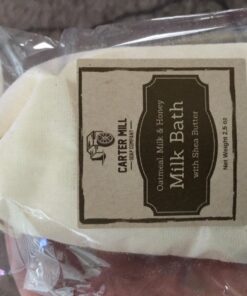 CARTER MILL
SOAP COMPANY
Oatmeal, Milk & Honey
Milk Bath
with Shea Butter
Net Weight 2.5 oz